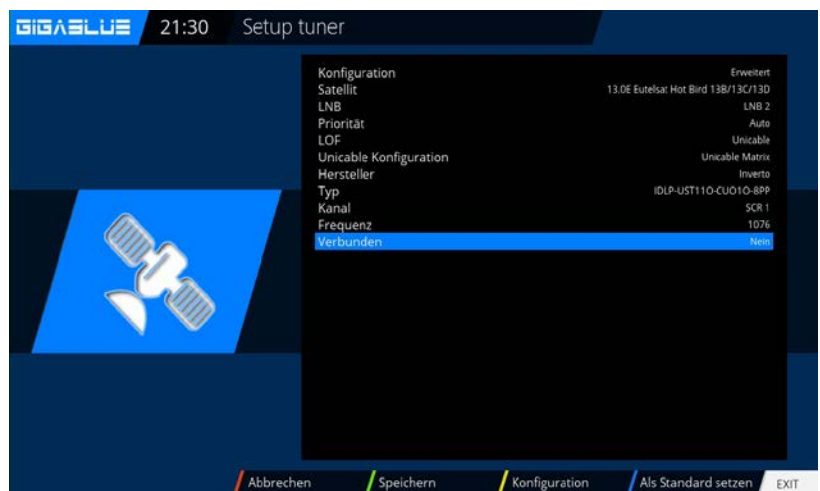 GIGABLUE 21:30 Setup tuner
Konfiguration Erweitert
Satellit 13.0E Eutelsat Hot Bird 13B/13C/13D
LNB LNB 2
Priorität Auto
LOF Unicable
Unicable Konfiguration Unicable Matrix
Hersteller Inverto
Typ IDLP-UST11O-CUO1O-8PP
Kanal SCR 1
Frequenz 1076
Verbunden Nein
Abbrechen Speichern Konfiguration Als Standard setzen EXIT